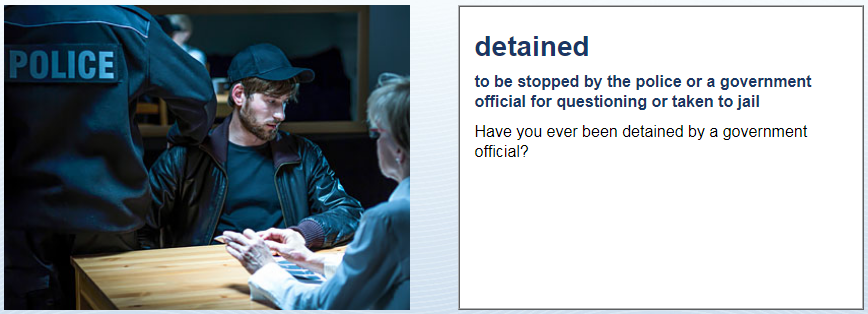 POLICE
detained
to be stopped by the police or a government
official for questioning or taken to jail
Have you ever been detained by a government
official?